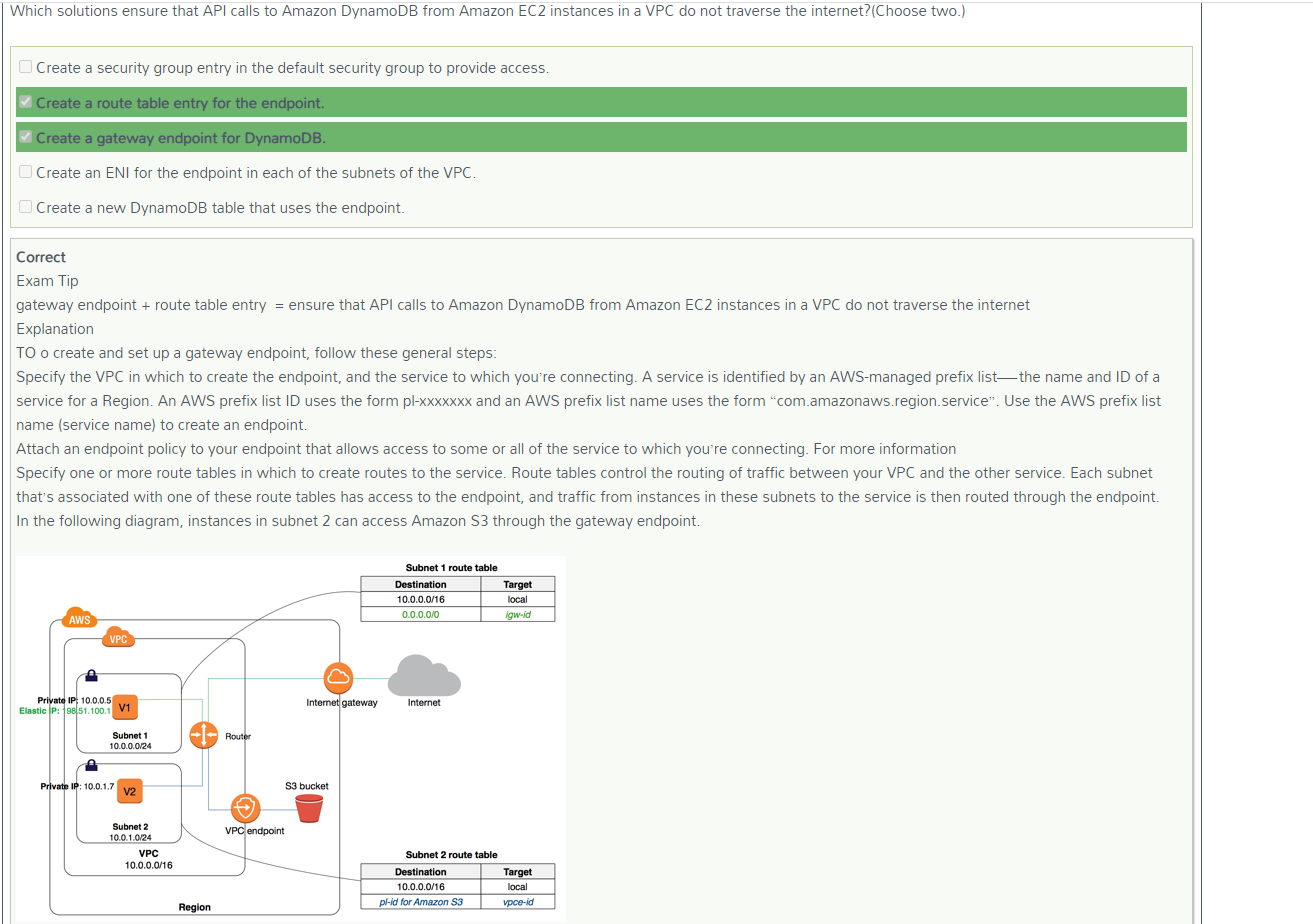 Which solutions ensure that API calls to Amazon DynamoDB from Amazon EC2 instances in a VPC do not traverse the internet?(Choose two.)
Create a security group entry in the default security group to provide access.
Create a route table entry for the endpoint.
Create a gateway endpoint for DynamoDB.
Create an ENI for the endpoint in each of the subnets of the VPC.
Create a new DynamoDB table that uses the endpoint.
Correct
Exam Tip
gateway endpoint + route table entry = ensure that API calls to Amazon DynamoDB from Amazon EC2 instances in a VPC do not traverse the internet
Explanation
TO o create and set up a gateway endpoint, follow these general steps:
Specify the VPC in which to create the endpoint, and the service to which you're connecting. A service is identified by an AWS-managed prefix list—–the name and ID of a
service for a Region. An AWS prefix list ID uses the form pl-xxxxxxx and an AWS prefix list name uses the form “com.amazonaws.region.service”. Use the AWS prefix list
name (service name) to create an endpoint.
Attach an endpoint policy to your endpoint that allows access to some or all of the service to which you're connecting. For more information
Specify one or more route tables in which to create routes to the service. Route tables control the routing of traffic between your VPC and the other service. Each subnet
that's associated with one of these route tables has access to the endpoint, and traffic from instances in these subnets to the service is then routed through the endpoint.
In the following diagram, instances in subnet 2 can access Amazon S3 through the gateway endpoint.
Subnet 1 route table
Destination Target
10.0.0.0/16 local
0.0.0.0/0 igw-id
AWS
VPC
Private IP: 10.0.0.5
Elastic IP: 198.51.100.1
V1
Subnet 1
10.0.0.0/24
Router
Internet gateway
Internet
Private IP: 10.0.1.7
V2
Subnet 2
10.0.1.0/24
S3 bucket
VPC endpoint
VPC
10.0.0.0/16
Region
Subnet 2 route table
Destination Target
10.0.0.0/16 local
pl-id for Amazon S3 vpce-id